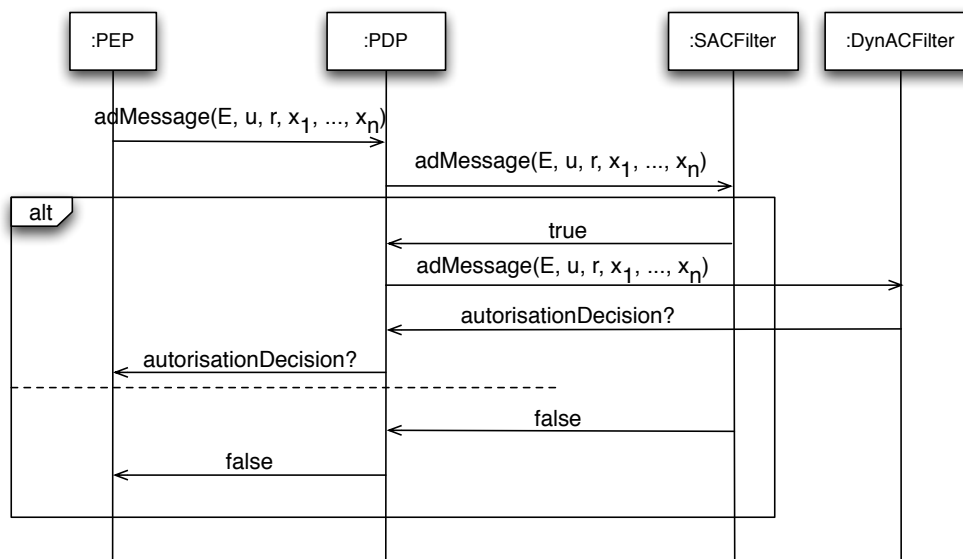 :PEP
:PDP
:SACFilter
:DynACFilter
adMessage(E, u, r, x1, ..., xn)
adMessage(E, u, r, x1, ..., xn)
alt
true
adMessage(E, u, r, x1, ..., xn)
autorisationDecision?
autorisationDecision?
false
false